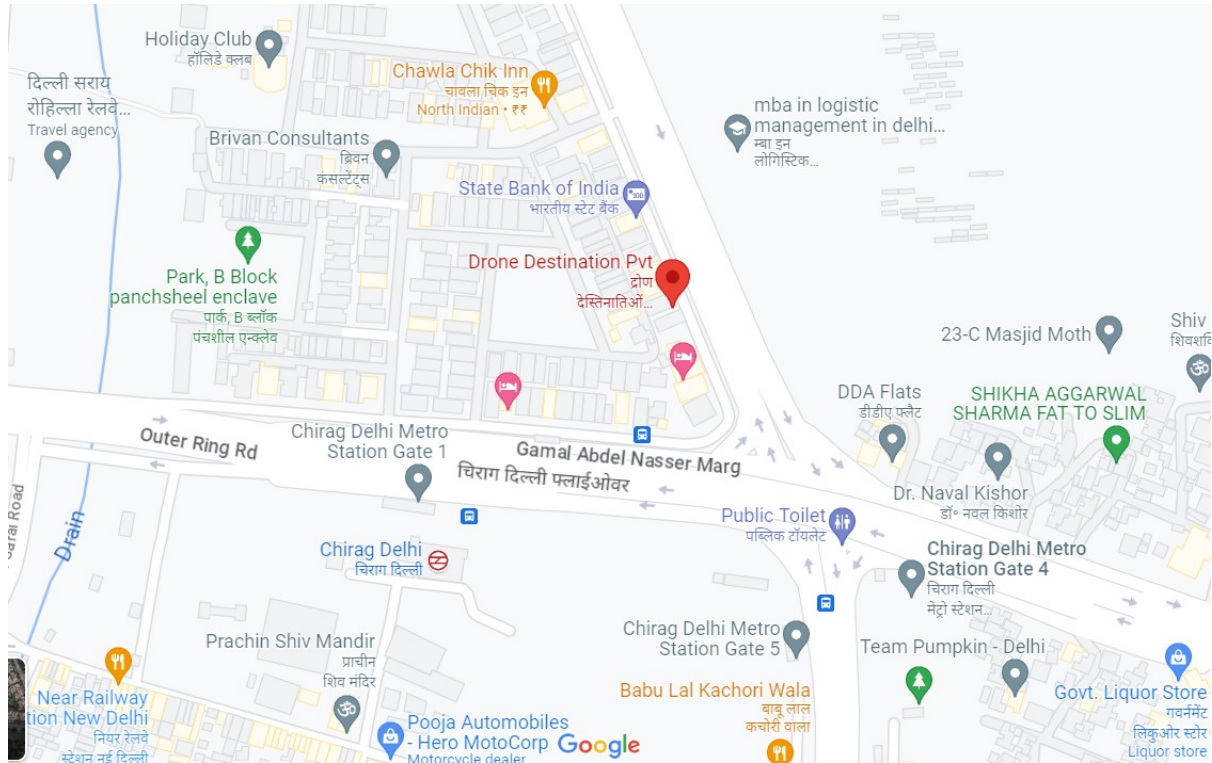 Holiday Club
हॉलिडे क्लब
दिल्ली सराय
रोहिल्ला रेलवे...
Travel agency
Chawla Chik Inn
चावला चिक इन
North Indian • ₹₹
mba in logistic
management in delhi...
म्बा इन
लोगिस्टिक...
Brivan Consultants
ब्रिवन
कंसल्टेंट्स
State Bank of India
भारतीय स्टेट बैंक
Drone Destination Pvt
द्रोण
देस्तिनातिओं...
Park, B Block
panchsheel enclave
पार्क, B ब्लॉक
पंचशील एन्क्लेव
23-C Masjid Moth
Shiv
DDA Flats
डीडीए फ्लैट
SHIKHA AGGARWAL
SHARMA FAT TO SLIM
Outer Ring Rd
Chirag Delhi Metro
Station Gate 1
Gamal Abdel Nasser Marg
चिराग दिल्ली फ्लाईओवर
Dr. Naval Kishor
डॉ॰ नवल किशोर
Public Toilet
पब्लिक टॉयलेट
Road
Drain
Chirag Delhi
चिराग दिल्ली
Chirag Delhi Metro
Station Gate 4
चिराग दिल्ली
मेट्रो स्टेशन...
Prachin Shiv Mandir
प्राचीन
शिव मंदिर
Chirag Delhi Metro
Station Gate 5
Team Pumpkin - Delhi
Near Railway
tion New Delhi
नियर रेलवे
स्टेशन नई दिल्ली
Babu Lal Kachori Wala
बाबू लाल
कचोरी वाला
Govt. Liquor Store
गवर्नमेंट
लिकुओर स्टोर
Liquor store
Pooja Automobiles
- Hero MotoCorp
Motorcycle dealer
Google